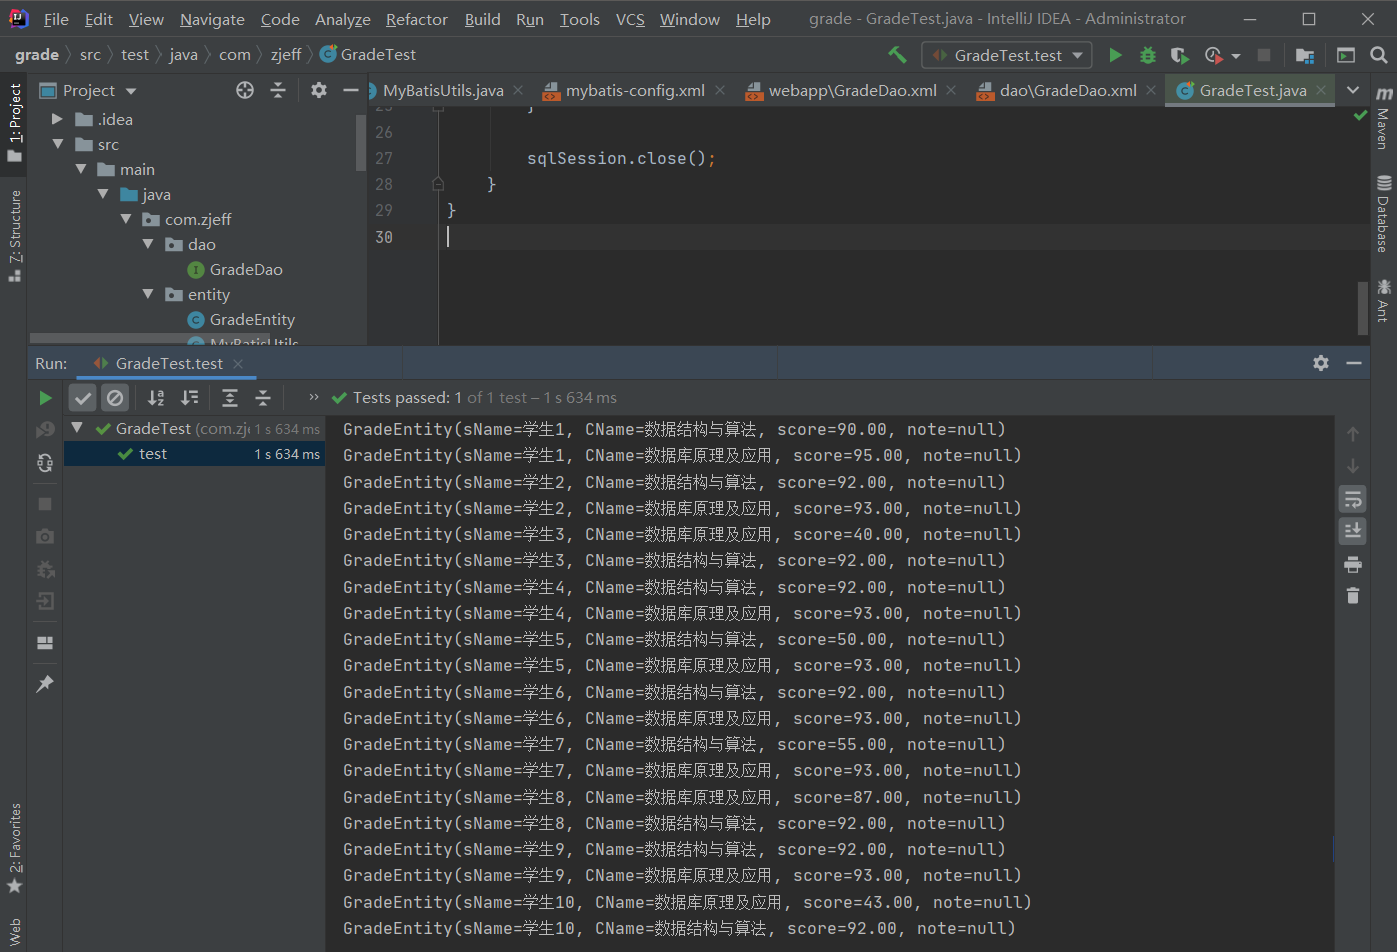 File Edit View Navigate Code Analyze Refactor Build Run Tools VCS Window Help grade - GradeTest.java - IntelliJ IDEA - Administrator
grade src test java com zjeff GradeTest GradeTest.test
1: Project
7: Structure
2: Favorites
Web
Project
.idea
src
main
java
com.zjeff
dao
GradeDao
entity
GradeEntity
MyBatisUtils
MyBatisUtils.java mybatis-config.xml webapp\GradeDao.xml dao\GradeDao.xml GradeTest.java
25 }
26
27 sqlSession.close();
28 }
29 }
30
Maven
Database
Ant
Run: GradeTest.test
Tests passed: 1 of 1 test – 1 s 634 ms
GradeTest (com.zj 1 s 634 ms
test 1 s 634 ms
GradeEntity(sName=学生1, CName=数据结构与算法, score=90.00, note=null)
GradeEntity(sName=学生1, CName=数据库原理及应用, score=95.00, note=null)
GradeEntity(sName=学生2, CName=数据结构与算法, score=92.00, note=null)
GradeEntity(sName=学生2, CName=数据库原理及应用, score=93.00, note=null)
GradeEntity(sName=学生3, CName=数据库原理及应用, score=40.00, note=null)
GradeEntity(sName=学生3, CName=数据结构与算法, score=92.00, note=null)
GradeEntity(sName=学生4, CName=数据结构与算法, score=92.00, note=null)
GradeEntity(sName=学生4, CName=数据库原理及应用, score=93.00, note=null)
GradeEntity(sName=学生5, CName=数据结构与算法, score=50.00, note=null)
GradeEntity(sName=学生5, CName=数据库原理及应用, score=93.00, note=null)
GradeEntity(sName=学生6, CName=数据结构与算法, score=92.00, note=null)
GradeEntity(sName=学生6, CName=数据库原理及应用, score=93.00, note=null)
GradeEntity(sName=学生7, CName=数据结构与算法, score=55.00, note=null)
GradeEntity(sName=学生7, CName=数据库原理及应用, score=93.00, note=null)
GradeEntity(sName=学生8, CName=数据库原理及应用, score=87.00, note=null)
GradeEntity(sName=学生8, CName=数据结构与算法, score=92.00, note=null)
GradeEntity(sName=学生9, CName=数据结构与算法, score=92.00, note=null)
GradeEntity(sName=学生9, CName=数据库原理及应用, score=93.00, note=null)
GradeEntity(sName=学生10, CName=数据库原理及应用, score=43.00, note=null)
GradeEntity(sName=学生10, CName=数据结构与算法, score=92.00, note=null)